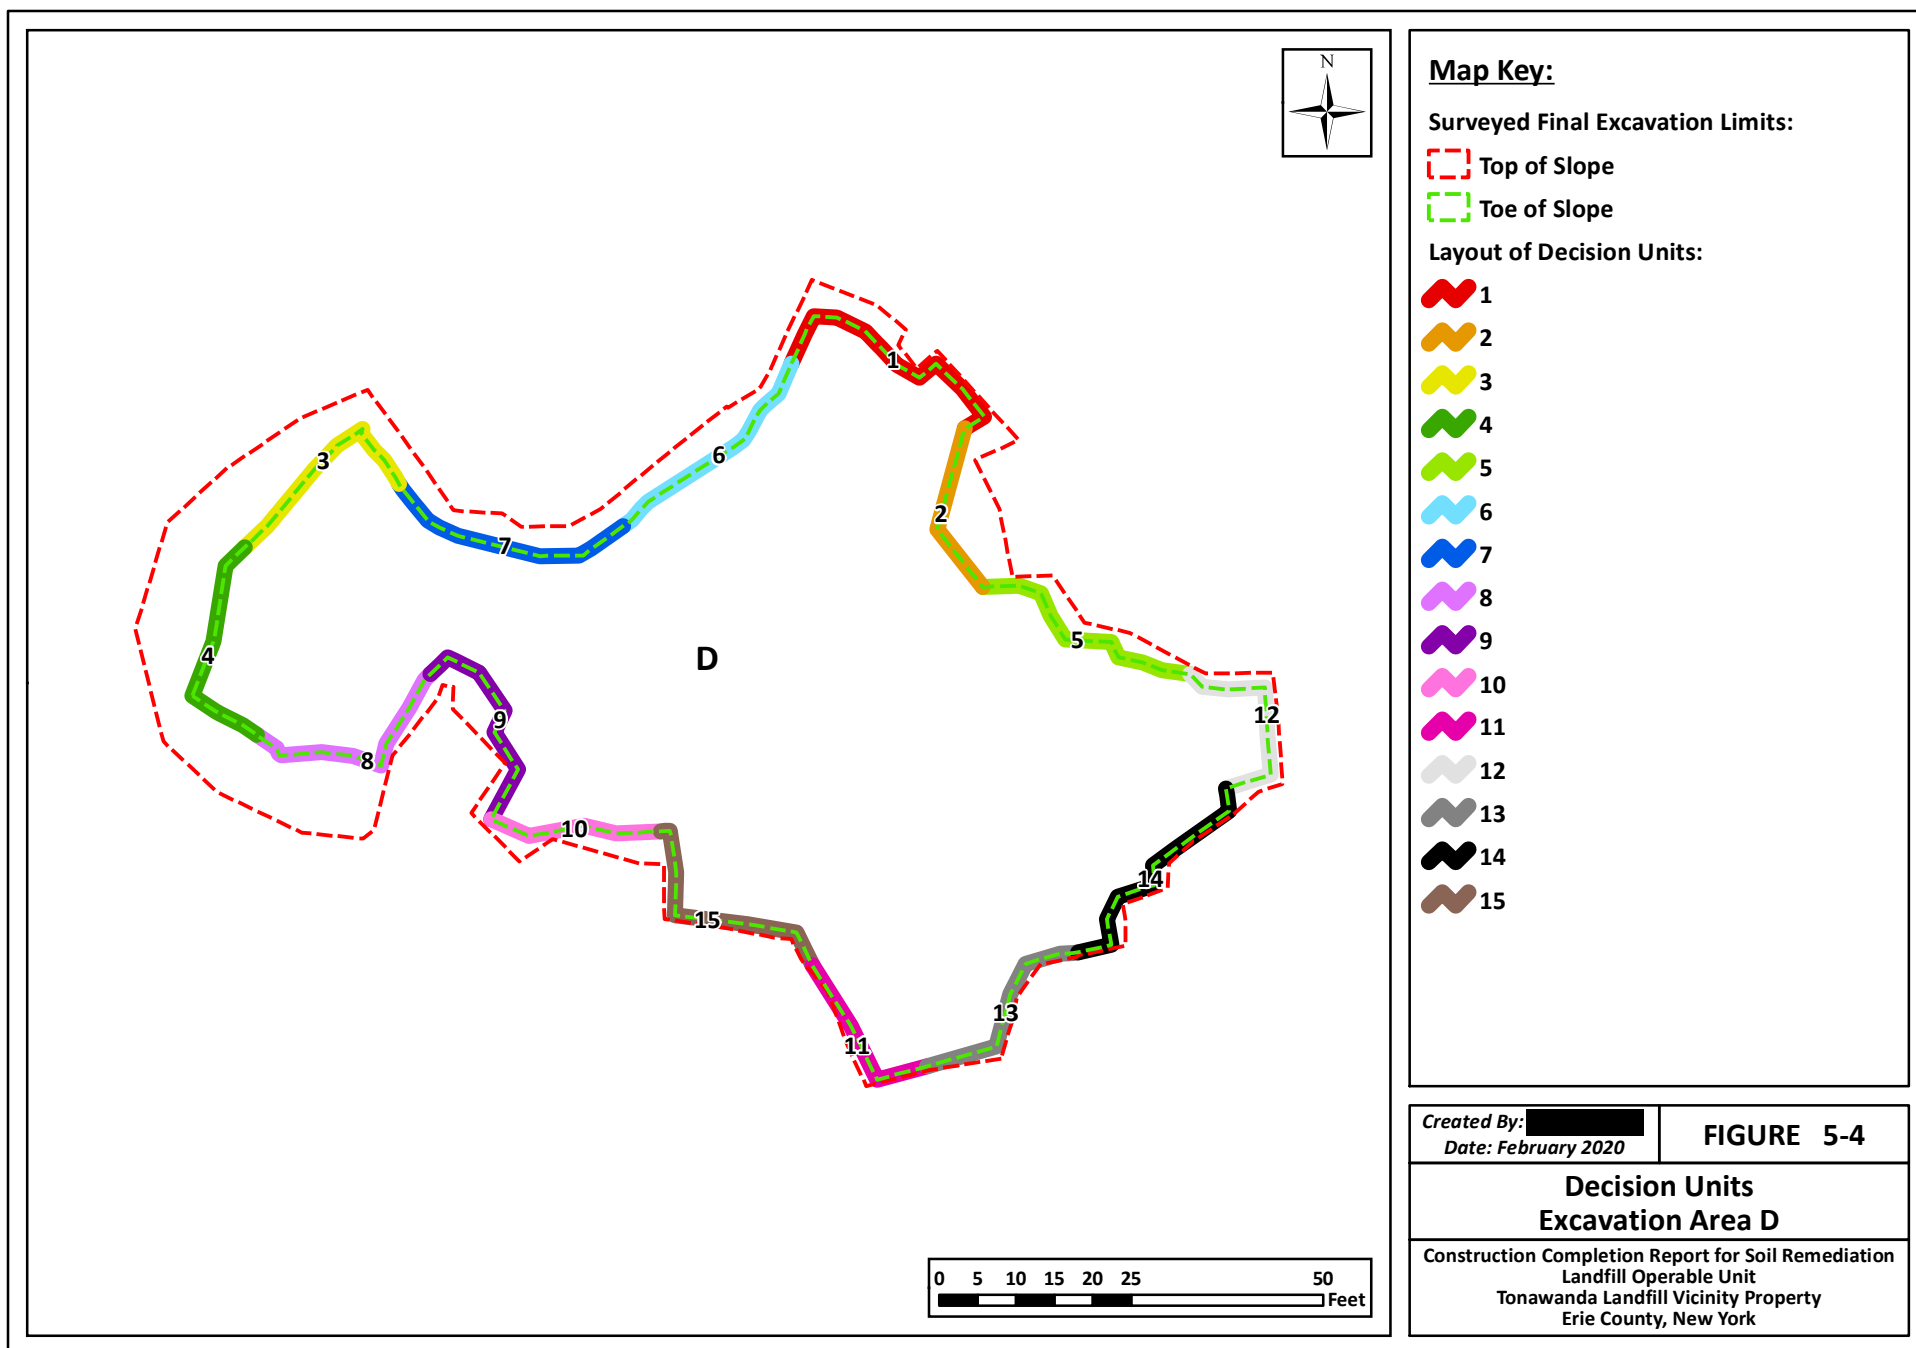 N
Map Key:
Surveyed Final Excavation Limits:
Top of Slope
Toe of Slope
Layout of Decision Units:
1
2
3
4
5
6
7
8
9
10
11
12
13
14
15
1
3
6
2
7
5
4
D
12
9
8
10
14
15
13
11
0 5 10 15 20 25 50
Feet
Created By:
Date: February 2020
FIGURE 5-4
Decision Units
Excavation Area D
Construction Completion Report for Soil Remediation
Landfill Operable Unit
Tonawanda Landfill Vicinity Property
Erie County, New York